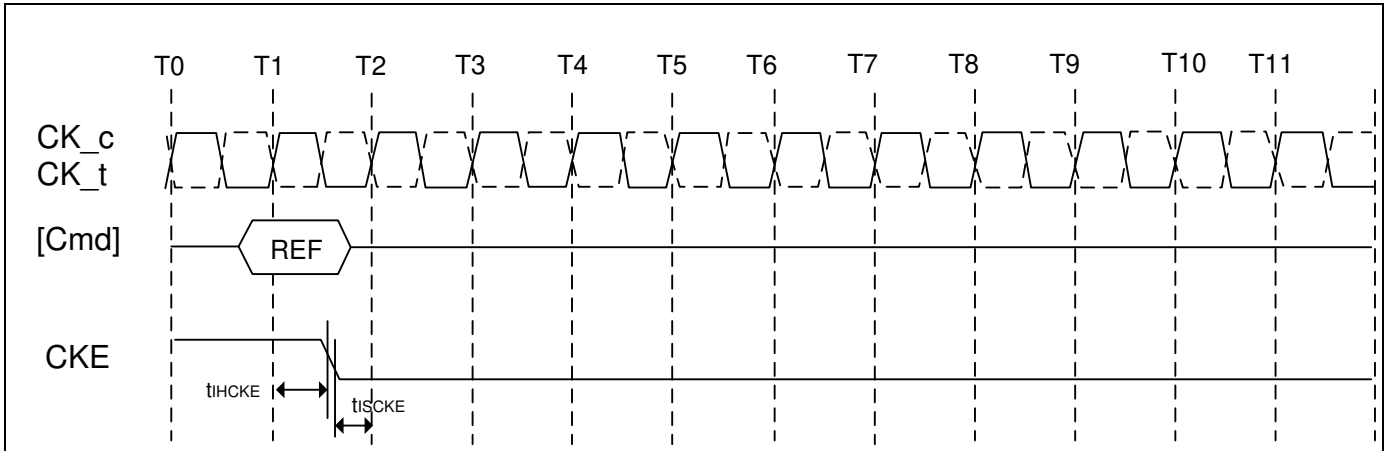 T0 T1 T2 T3 T4 T5 T6 T7 T8 T9 T10 T11
CK_c
CK_t
[Cmd] REF
CKE
tIHCKE
tISCKE